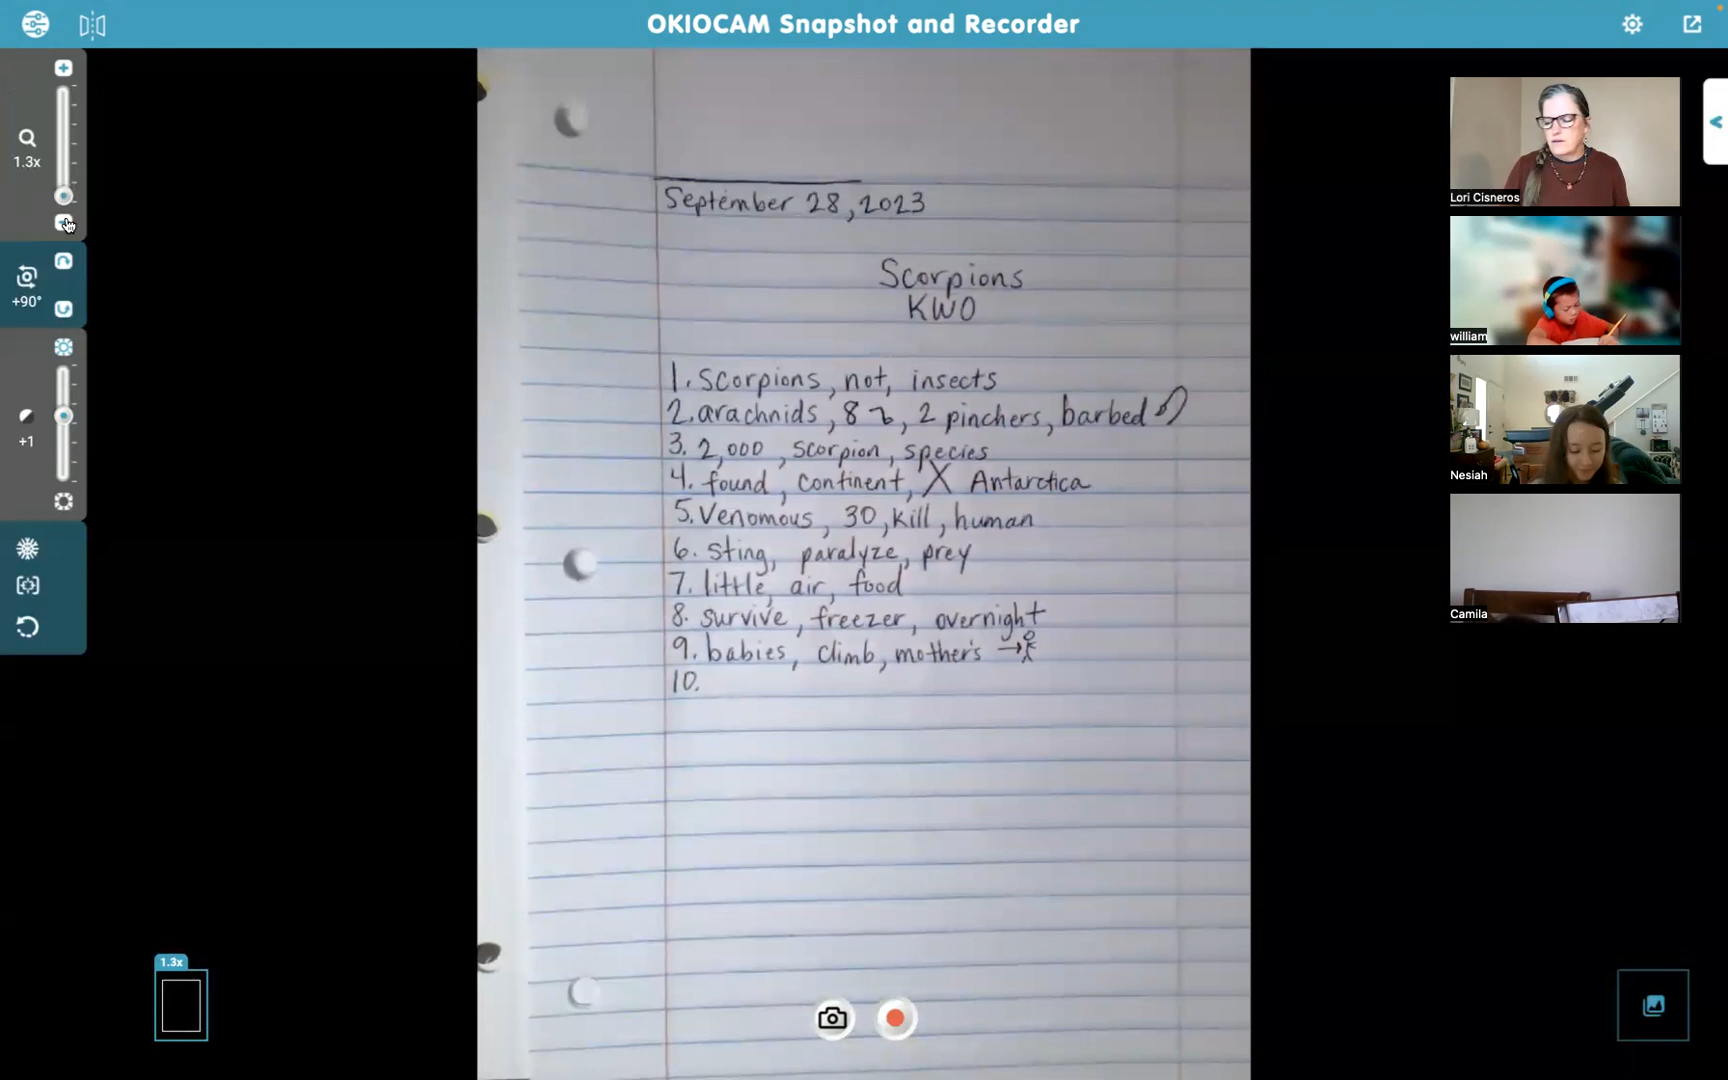 OKIOCAM Snapshot and Recorder
1.3x
+90°
+1
September 28, 2023
Scorpions
KWO
1. scorpions, not, insects
2. arachnids, 8, 2 pinchers, barbed
3. 2,000, scorpion, species
4. found, continent, X Antarctica
5. Venomous, 30, kill, human
6. sting, paralyze, prey
7. little, air, food
8. survive, freezer, overnight
9. babies, climb, mother's →
10.
1.3x
Lori Cisneros
william
Nesiah
Camila